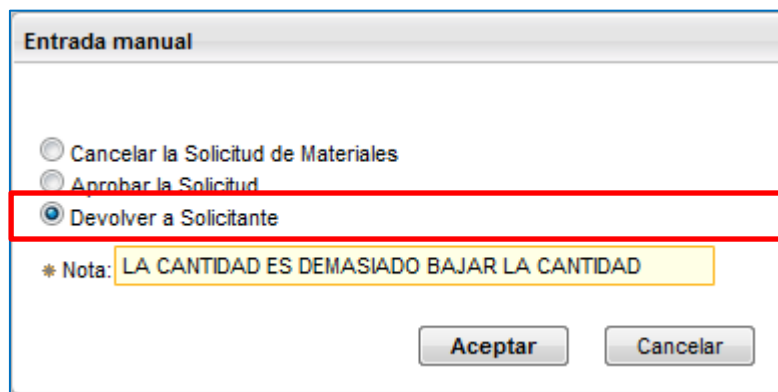 Entrada manual
Cancelar la Solicitud de Materiales
Aprobar la Solicitud
Devolver a Solicitante
* Nota: LA CANTIDAD ES DEMASIADO BAJAR LA CANTIDAD
Aceptar Cancelar